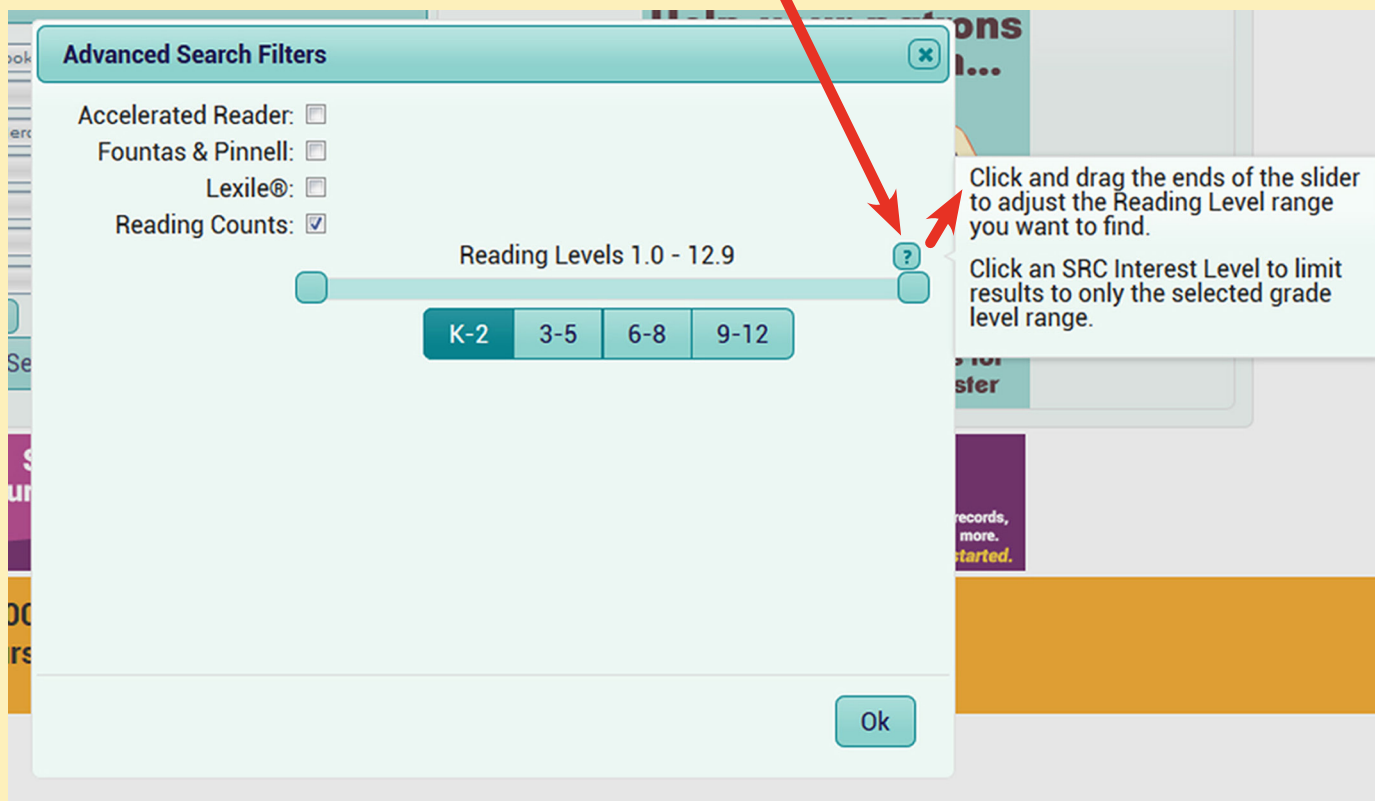 Help your patrons
Advanced Search Filters
Accelerated Reader:
Fountas & Pinnell:
Lexile®:
Reading Counts:
Reading Levels 1.0 - 12.9
?
Click and drag the ends of the slider
to adjust the Reading Level range
you want to find.
Click an SRC Interest Level to limit
results to only the selected grade
level range.
K-2 3-5 6-8 9-12
records,
more.
started.
Ok